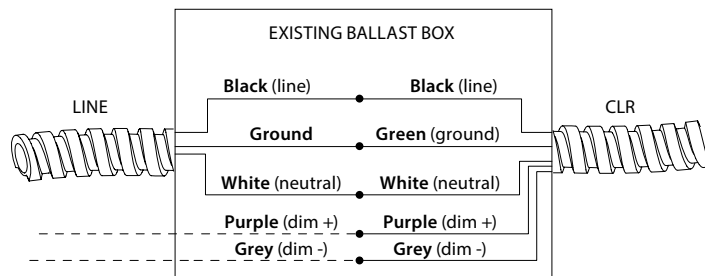 EXISTING BALLAST BOX
LINE
CLR
Black (line) Black (line)
Ground Green (ground)
White (neutral) White (neutral)
Purple (dim +) Purple (dim +)
Grey (dim -) Grey (dim -)